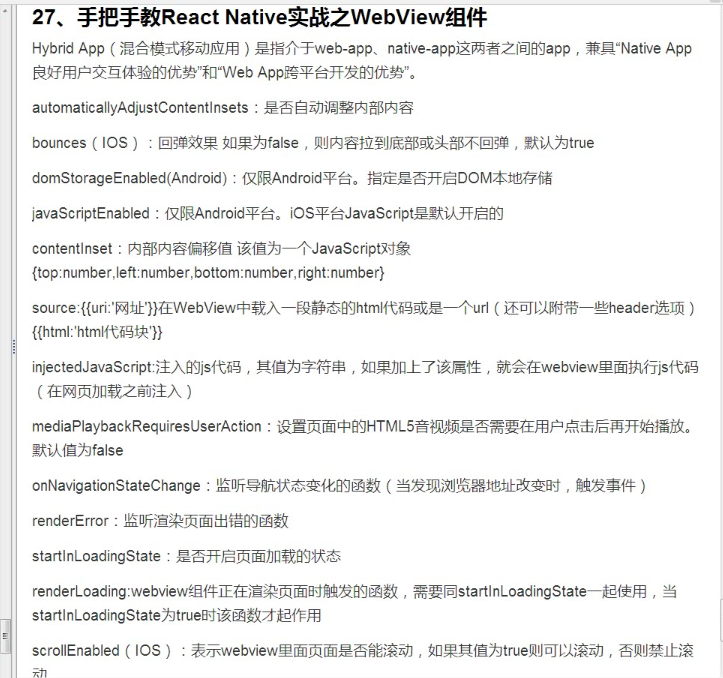 27、手把手教React Native实战之WebView组件
Hybrid App（混合模式移动应用）是指介于web-app、native-app这两者之间的app，兼具“Native App
良好用户交互体验的优势”和“Web App跨平台开发的优势”。
automaticallyAdjustContentInsets：是否自动调整内部内容
bounces（IOS）：回弹效果 如果为false，则内容拉到底部或头部不回弹，默认为true
domStorageEnabled(Android)：仅限Android平台。指定是否开启DOM本地存储
javaScriptEnabled：仅限Android平台。iOS平台JavaScript是默认开启的
contentInset：内部内容偏移值 该值为一个JavaScript对象
{top:number,left:number,bottom:number,right:number}
source:{{uri:'网址'}}在WebView中载入一段静态的html代码或是一个url（还可以附带一些header选项）
{{html:'html代码块'}}
injectedJavaScript:注入的js代码，其值为字符串，如果加上了该属性，就会在webview里面执行js代码
（在网页加载之前注入）
mediaPlaybackRequiresUserAction：设置页面中的HTML5音视频是否需要在用户点击后再开始播放。
默认值为false
onNavigationStateChange：监听导航状态变化的函数（当发现浏览器地址改变时，触发事件）
renderError：监听渲染页面出错的函数
startInLoadingState：是否开启页面加载的状态
renderLoading:webview组件正在渲染页面时触发的函数，需要同startInLoadingState一起使用，当
startInLoadingState为true时该函数才起作用
scrollEnabled（IOS）：表示webview里面页面是否能滚动，如果其值为true则可以滚动，否则禁止滚
动